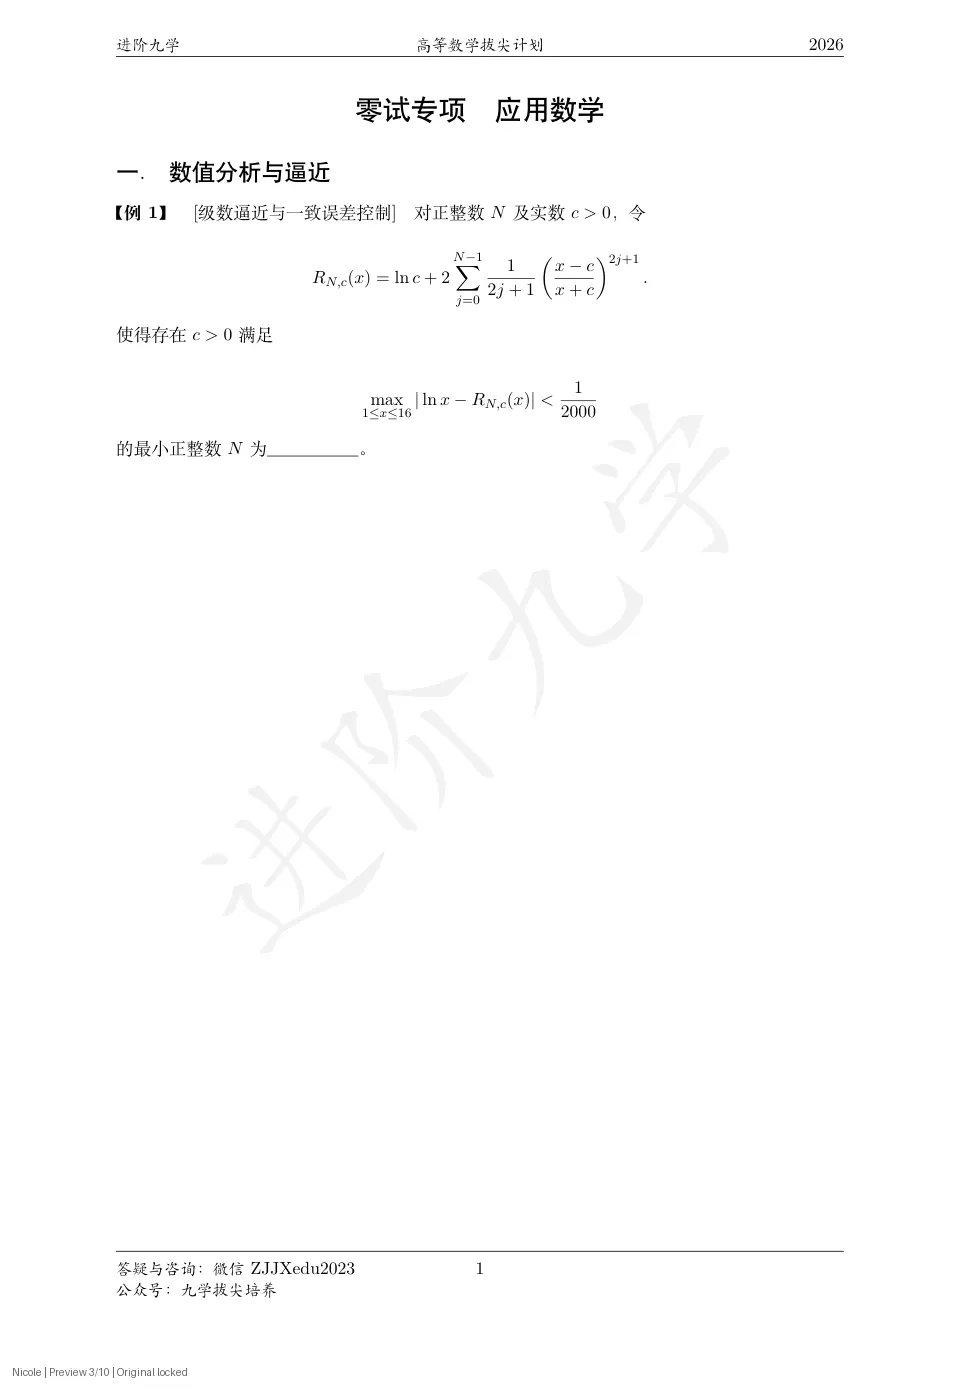 进阶九学 高等数学拔尖计划 2026
零试专项 应用数学
一. 数值分析与逼近
【例 1】 [级数逼近与一致误差控制] 对正整数 N 及实数 c > 0, 令
R_{N,c}(x) = ln c + 2 \sum_{j=0}^{N-1} \frac{1}{2j+1} \left( \frac{x-c}{x+c} \right)^{2j+1}.
使得存在 c > 0 满足
\max_{1≤x≤16} | ln x − R_{N,c}(x)| < \frac{1}{2000}
的最小正整数 N 为__________。
进阶九学
答疑与咨询: 微信 ZJJXedu2023 1
公众号: 九学拔尖培养
Nicole | Preview 3/10 | Original locked